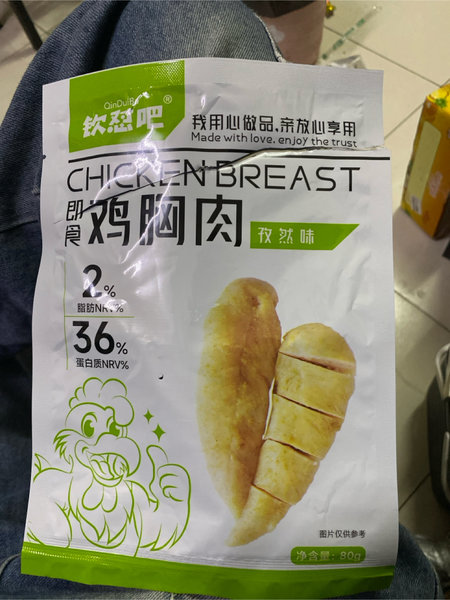 QinDuiBa
钦怼吧®
我用心做品,亲放心享用
Made with love. enjoy the trust
CHICKEN BREAST
即食
鸡胸肉
孜然味
2%
脂肪NRV%
36%
蛋白质NRV%
图片仅供参考
净含量: 80g